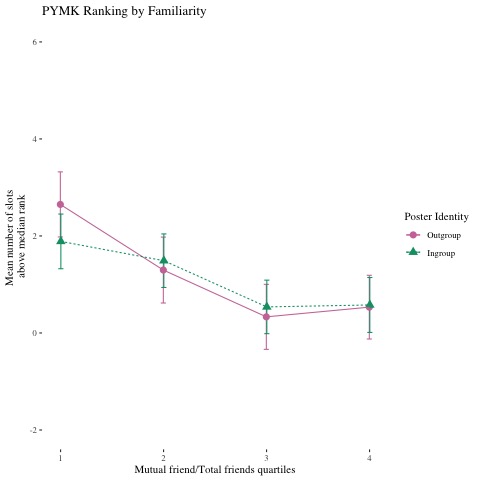 PYMK Ranking by Familiarity
6
4
2
0
-2
Mean number of slots
above median rank
1
2
3
4
Mutual friend/Total friends quartiles
Poster Identity
Outgroup
Ingroup